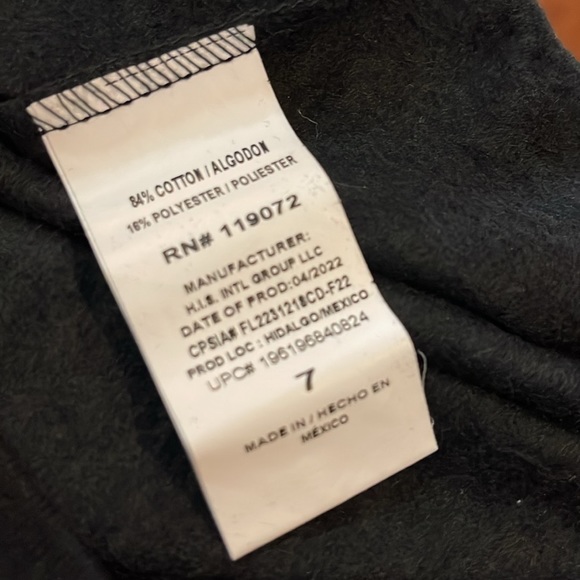 84% COTTON / ALGODON
16% POLYESTER / POLIESTER
RN# 119072
MANUFACTURER:
H.I.S. INTL GROUP LLC
DATE OF PROD:04/2022
CPSIA# FL2231218CD-F22
PROD LOC : HIDALGO/MEXICO
UPC# 196196840824
7
MADE IN / HECHO EN
MÉXICO